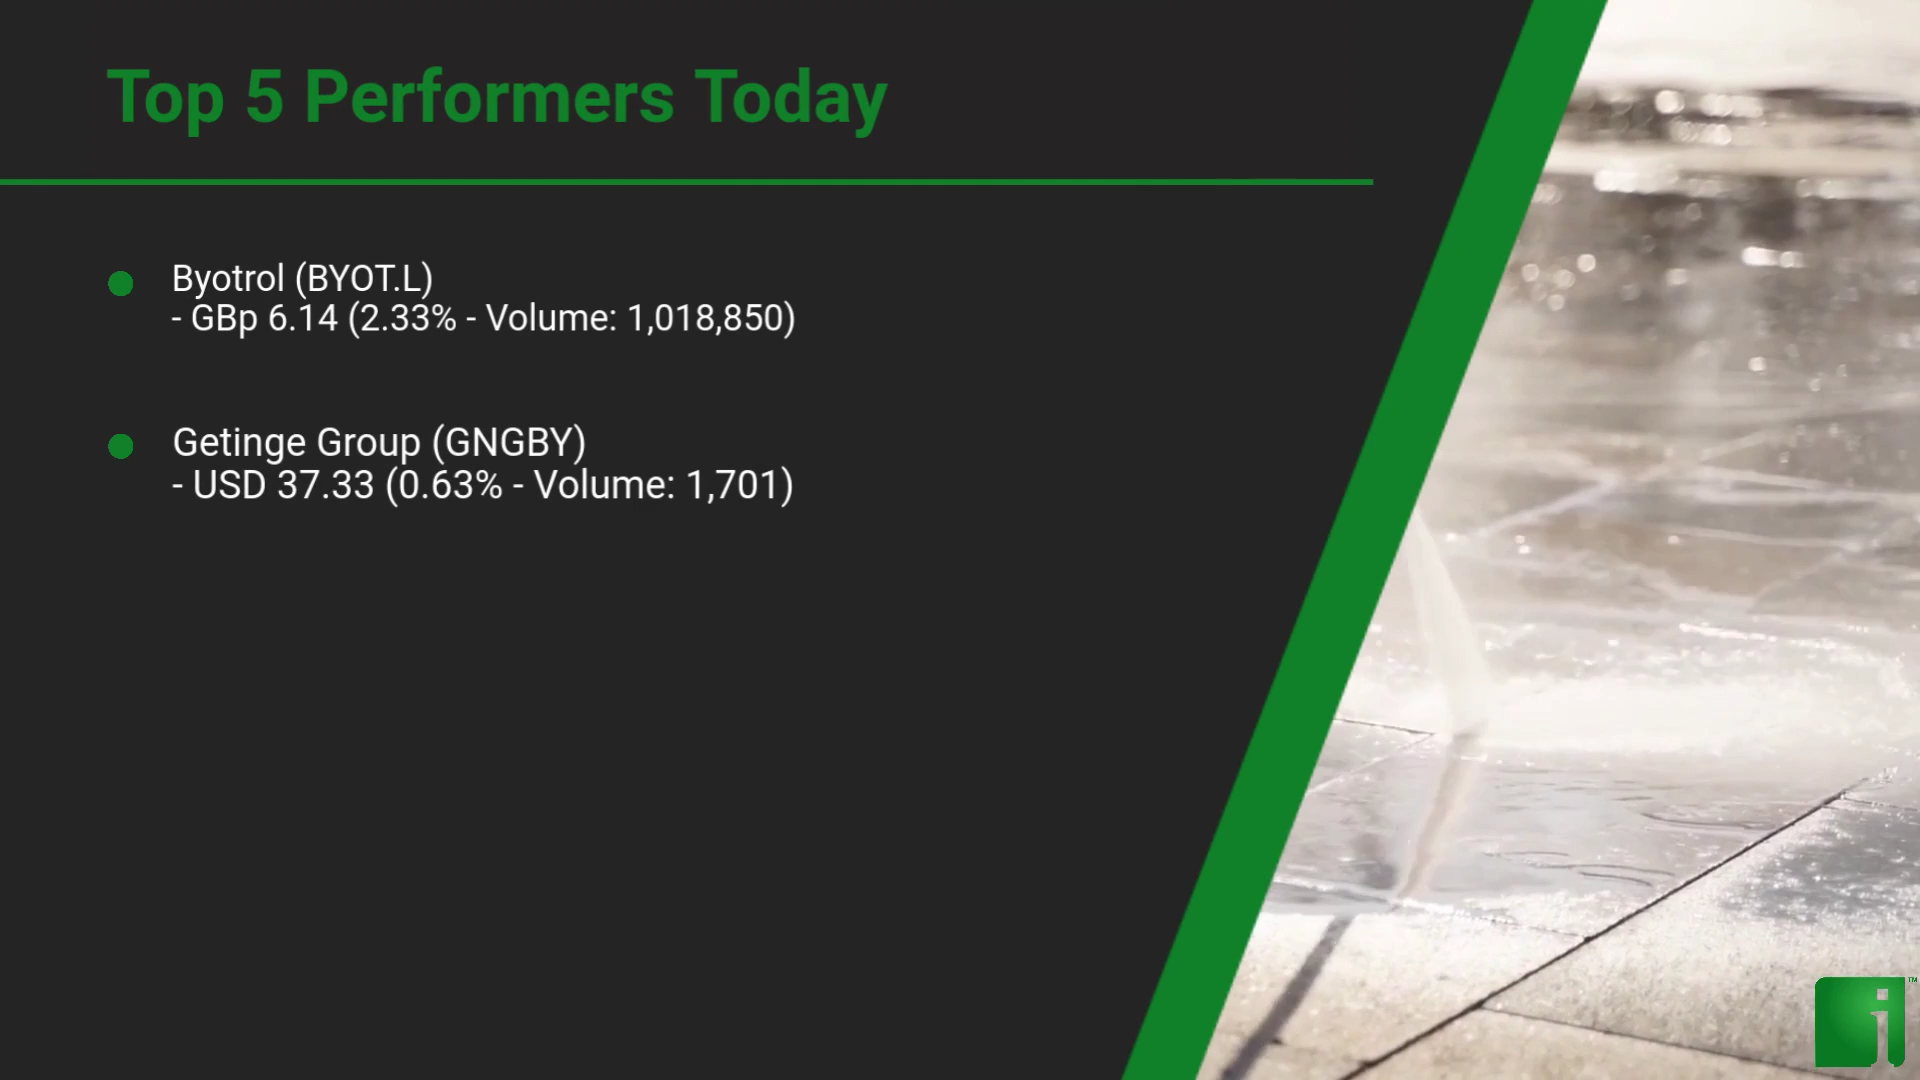 Top 5 Performers Today
Byotrol (BYOT.L)
- GBp 6.14 (2.33% - Volume: 1,018,850)
Getinge Group (GNGBY)
- USD 37.33 (0.63% - Volume: 1,701)
i™